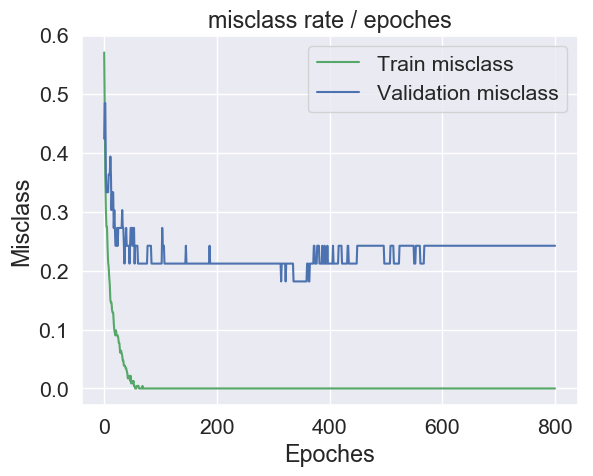 misclass rate / epoches
0.6
0.5
0.4
0.3
0.2
0.1
0.0
Misclass
Train misclass
Validation misclass
0
200
400
600
800
Epoches